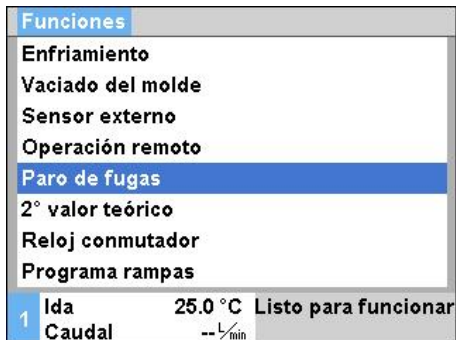 Funciones
Enfriamiento
Vaciado del molde
Sensor externo
Operación remoto
Paro de fugas
2° valor teórico
Reloj conmutador
Programa rampas
1 Ida 25.0 °C Listo para funcionar
Caudal -- L/min